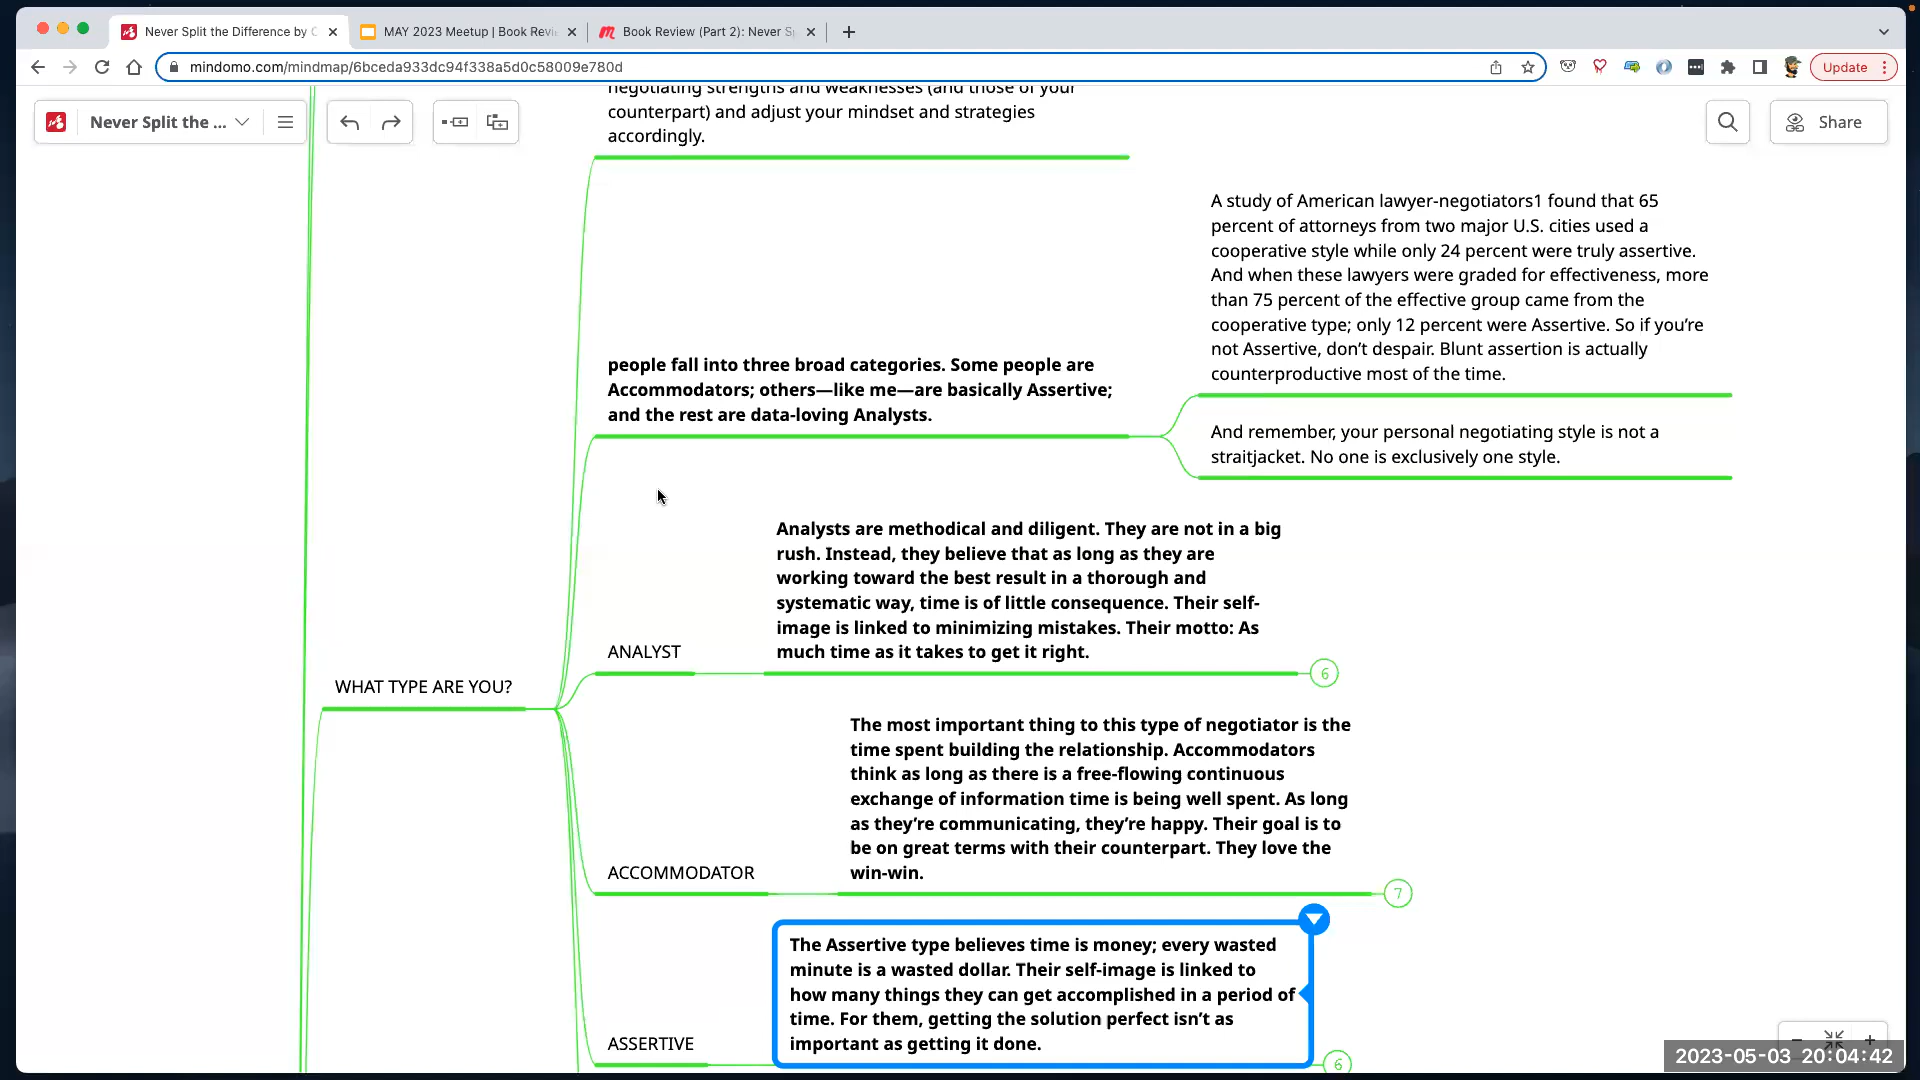 Never Split the Difference by C
MAY 2023 Meetup | Book Revie
Book Review (Part 2): Never Sp
mindomo.com/mindmap/6bceda933dc94f338a5d0c58009e780d
Update
Never Split the ...
Share
negotiating strengths and weaknesses (and those of your
counterpart) and adjust your mindset and strategies
accordingly.
A study of American lawyer-negotiators1 found that 65
percent of attorneys from two major U.S. cities used a
cooperative style while only 24 percent were truly assertive.
And when these lawyers were graded for effectiveness, more
than 75 percent of the effective group came from the
cooperative type; only 12 percent were Assertive. So if you’re
not Assertive, don’t despair. Blunt assertion is actually
counterproductive most of the time.
people fall into three broad categories. Some people are
Accommodators; others—like me—are basically Assertive;
and the rest are data-loving Analysts.
And remember, your personal negotiating style is not a
straitjacket. No one is exclusively one style.
Analysts are methodical and diligent. They are not in a big
rush. Instead, they believe that as long as they are
working toward the best result in a thorough and
systematic way, time is of little consequence. Their self-
image is linked to minimizing mistakes. Their motto: As
much time as it takes to get it right.
ANALYST
6
WHAT TYPE ARE YOU?
The most important thing to this type of negotiator is the
time spent building the relationship. Accommodators
think as long as there is a free-flowing continuous
exchange of information time is being well spent. As long
as they’re communicating, they’re happy. Their goal is to
be on great terms with their counterpart. They love the
win-win.
ACCOMMODATOR
7
The Assertive type believes time is money; every wasted
minute is a wasted dollar. Their self-image is linked to
how many things they can get accomplished in a period of
time. For them, getting the solution perfect isn’t as
important as getting it done.
ASSERTIVE
6
2023-05-03 20:04:42